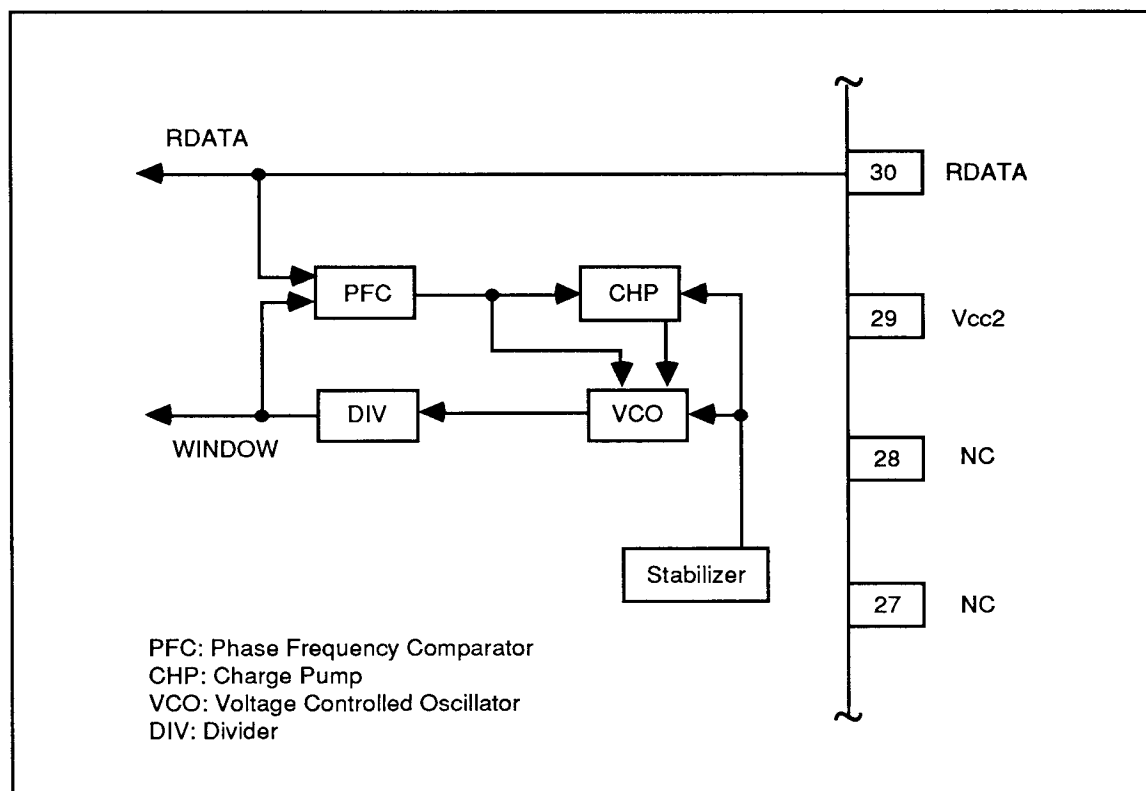 RDATA
30
RDATA
PFC
CHP
29
Vcc2
DIV
VCO
WINDOW
28
NC
Stabilizer
27
NC
PFC: Phase Frequency Comparator
CHP: Charge Pump
VCO: Voltage Controlled Oscillator
DIV: Divider